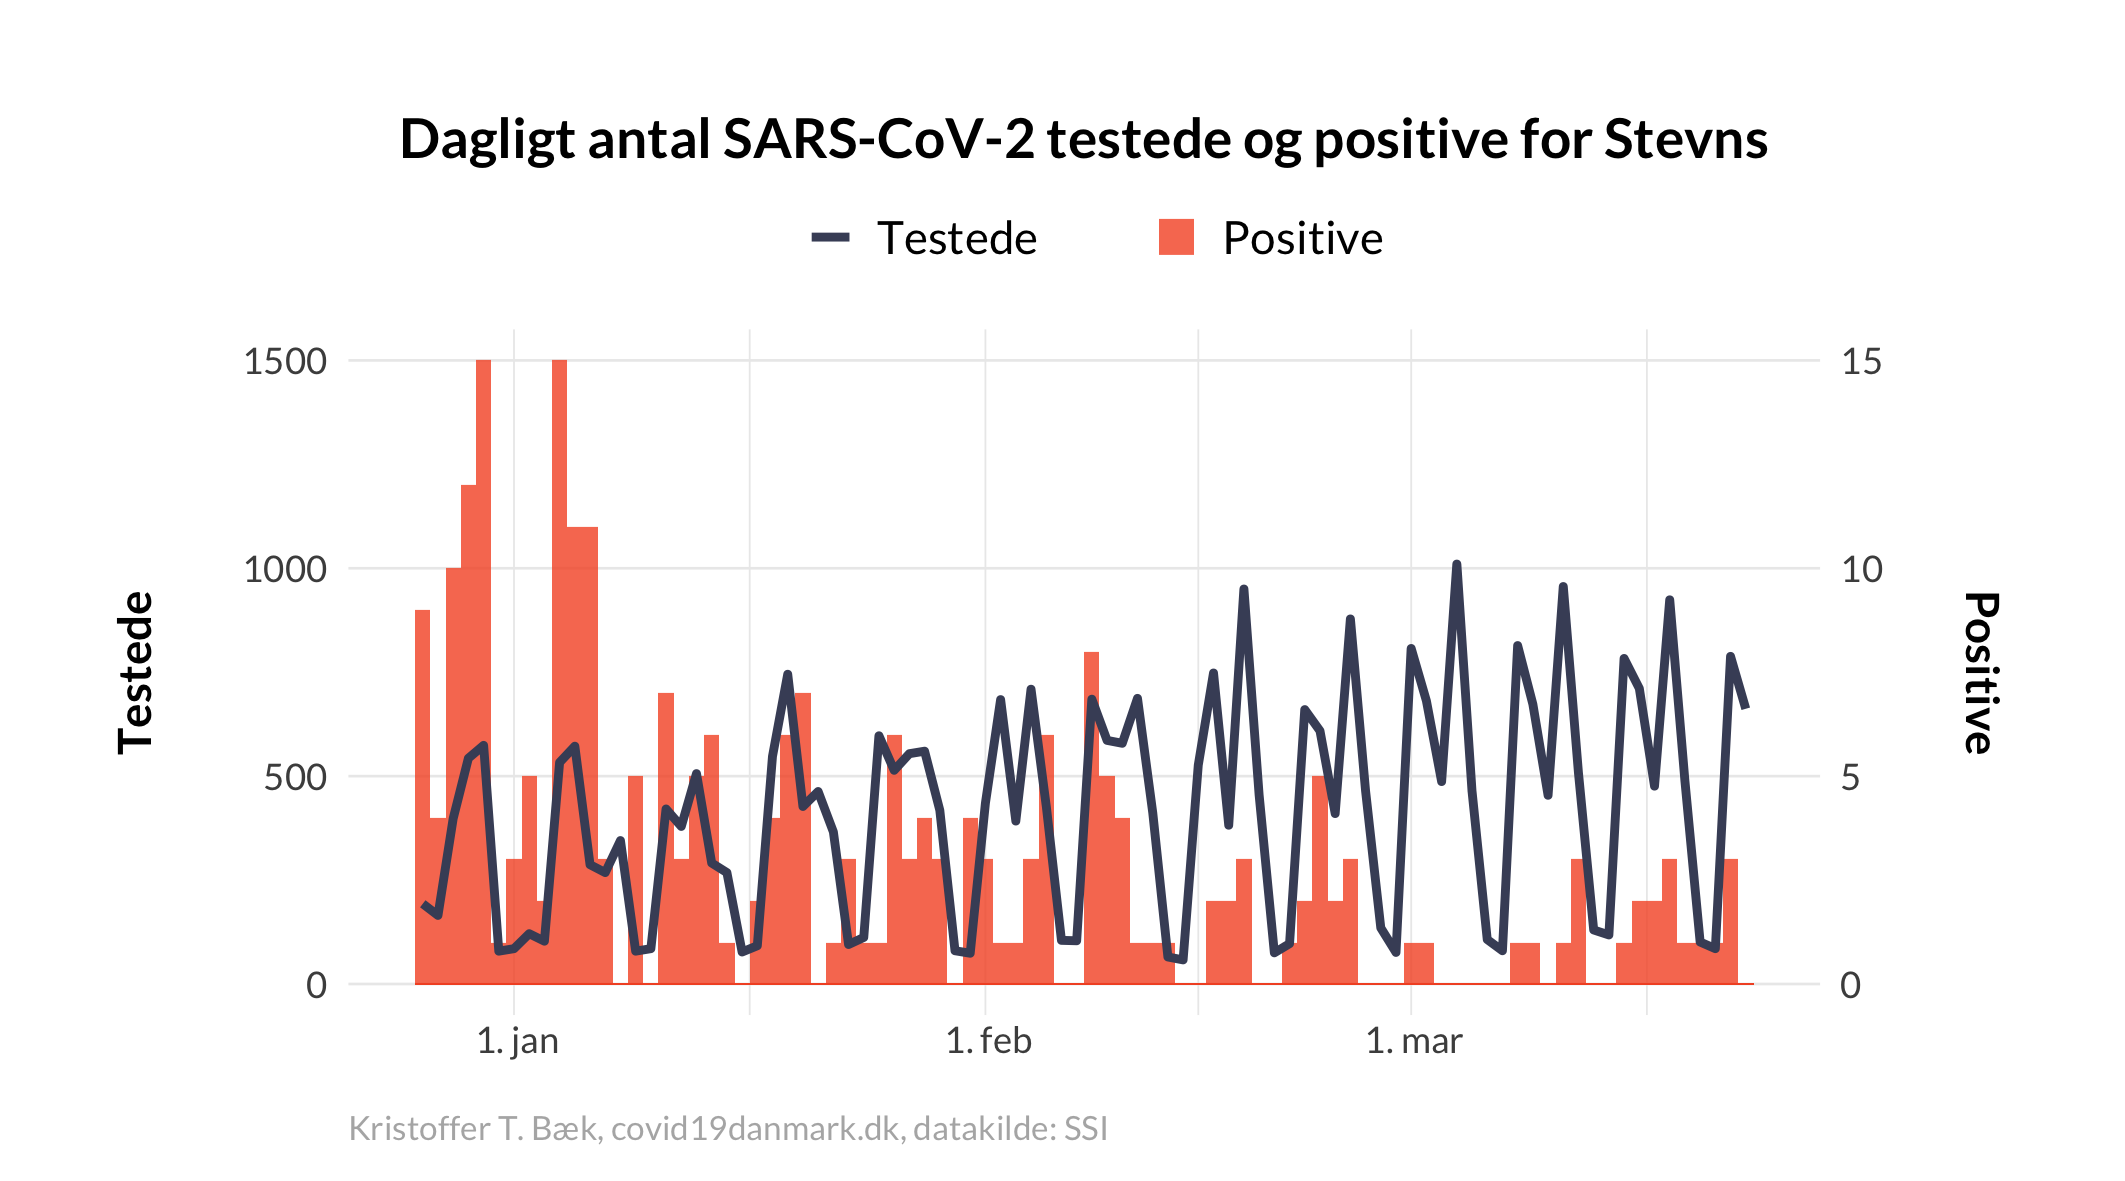 Dagligt antal SARS-CoV-2 testede og positive for Stevns
Testede Positive
1500 15
1000 10
500 5
0 0
Testede
Positive
1. jan 1. feb 1. mar
Kristoffer T. Bæk, covid19danmark.dk, datakilde: SSI